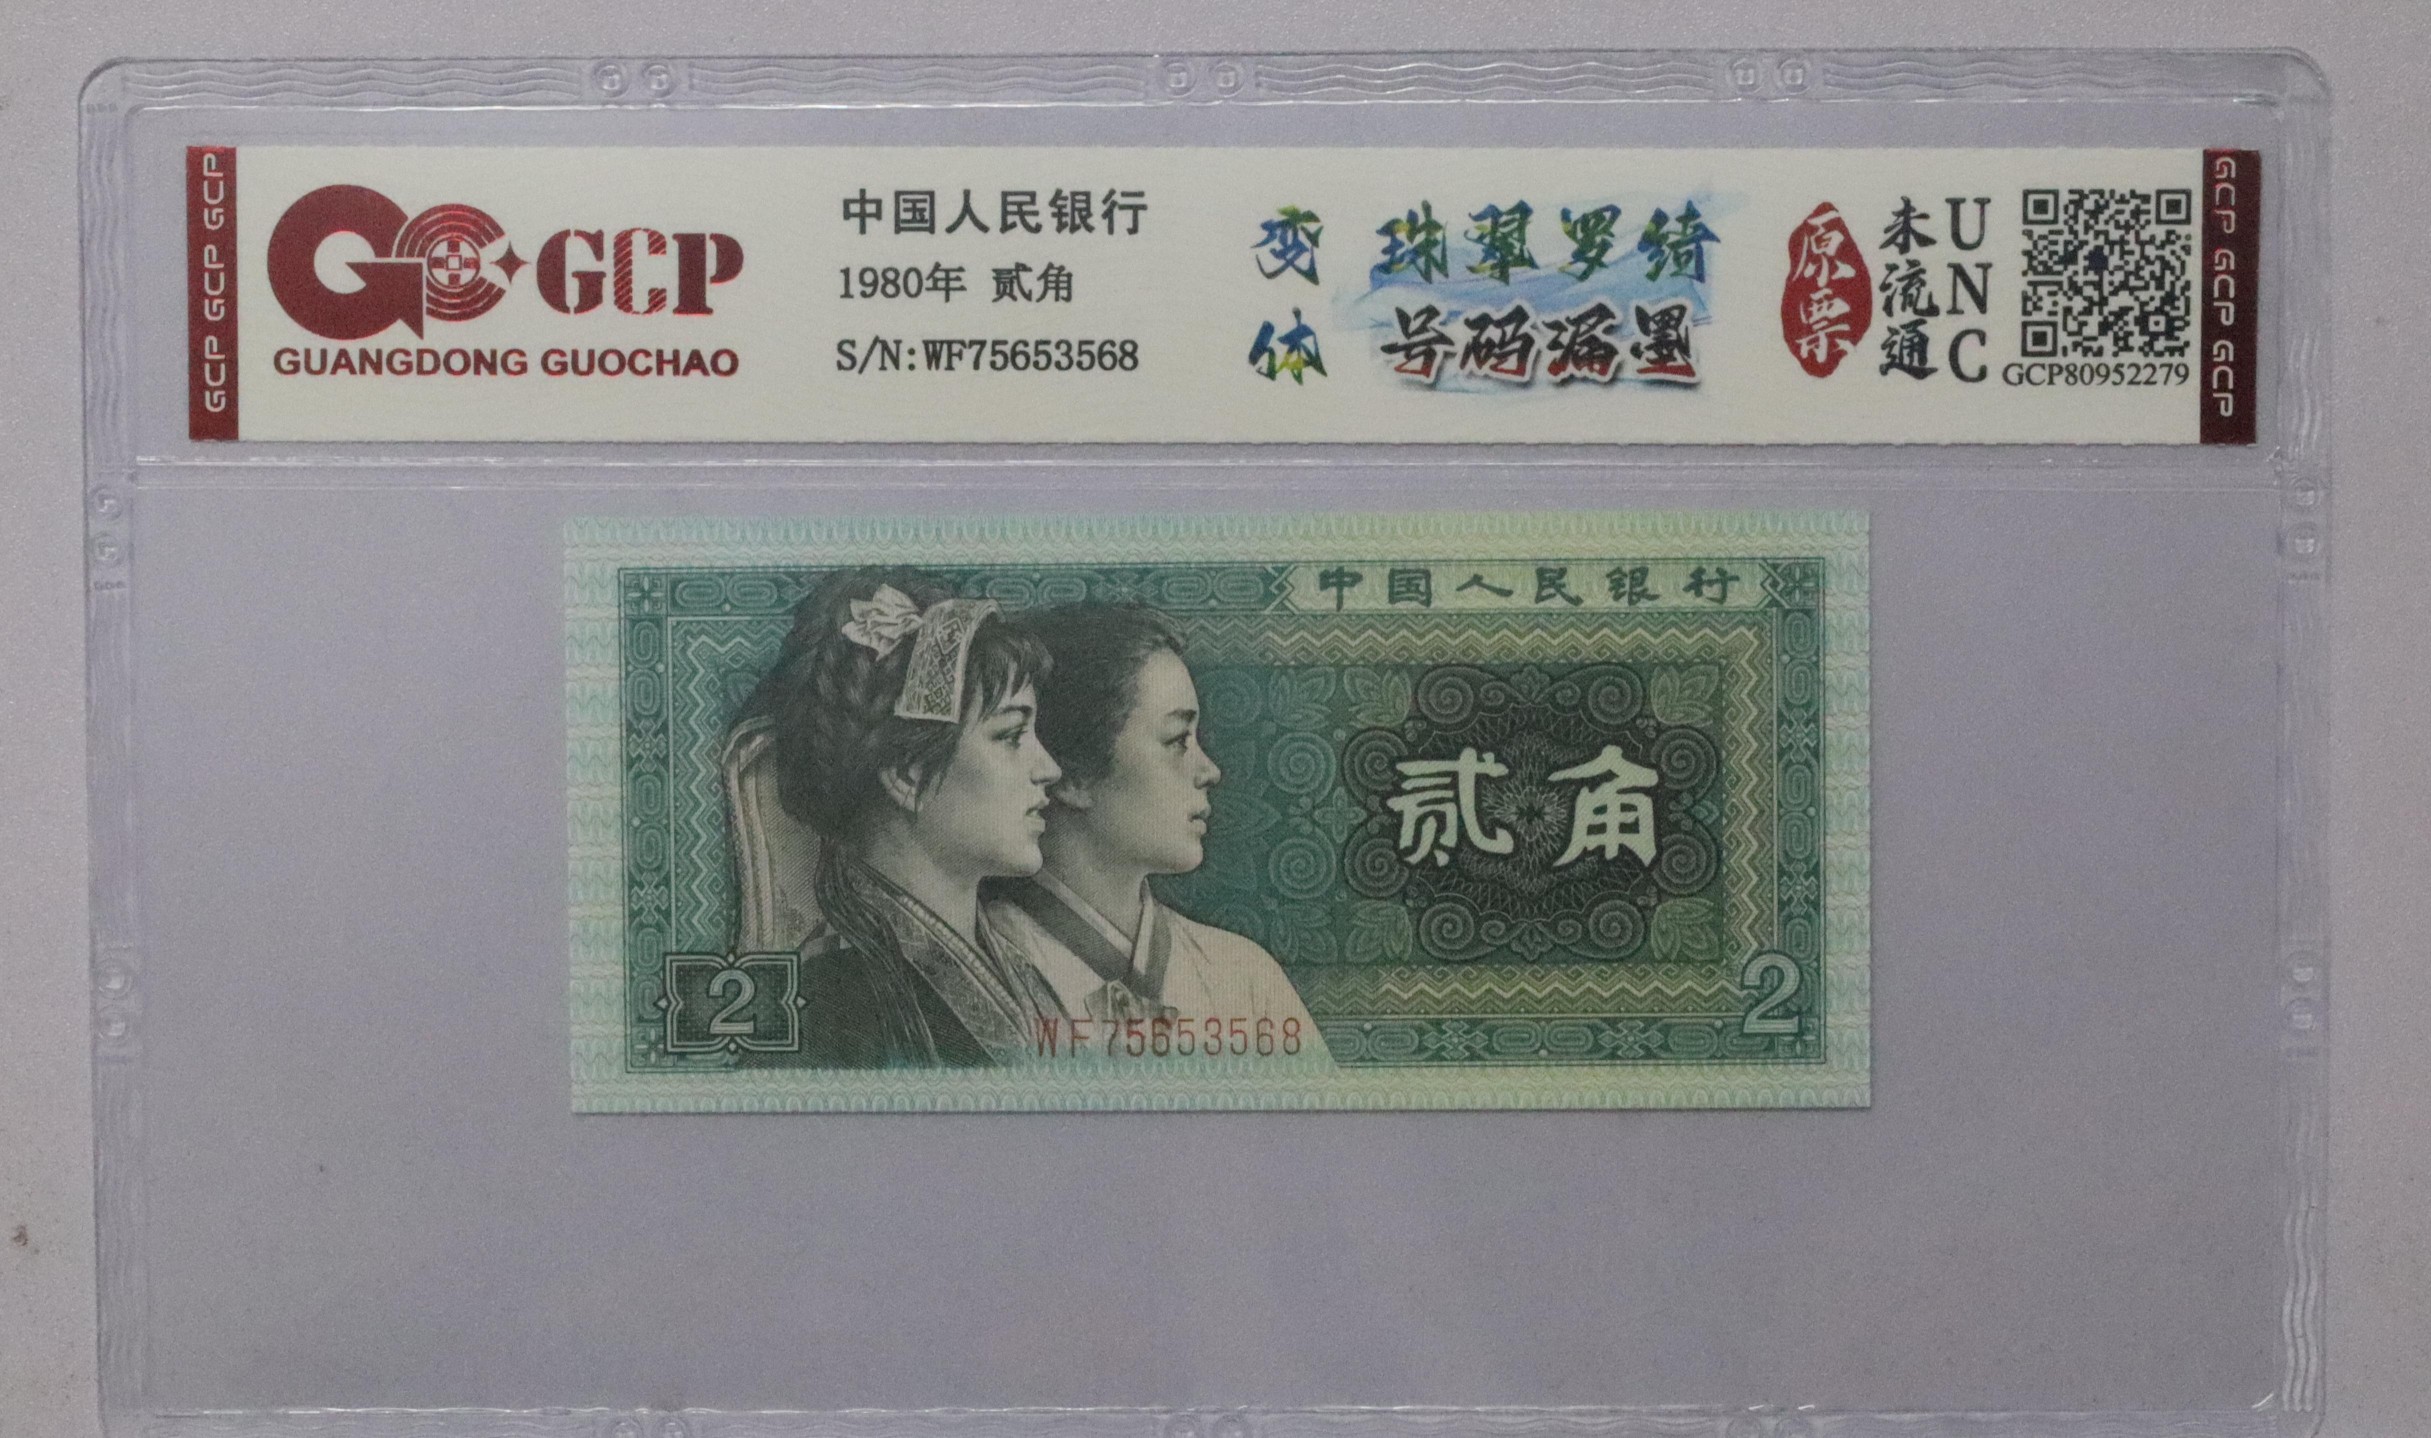 GCP GCP GCP
GCP
GUANGDONG GUOCHAO
中国人民银行
1980年 贰角
S/N:WF75653568
变体
珠翠罗绮
号码漏墨
原票
未流通
UNC
GCP80952279
GCP GCP GCP
中国人民银行
贰角
2
2
WF75653568